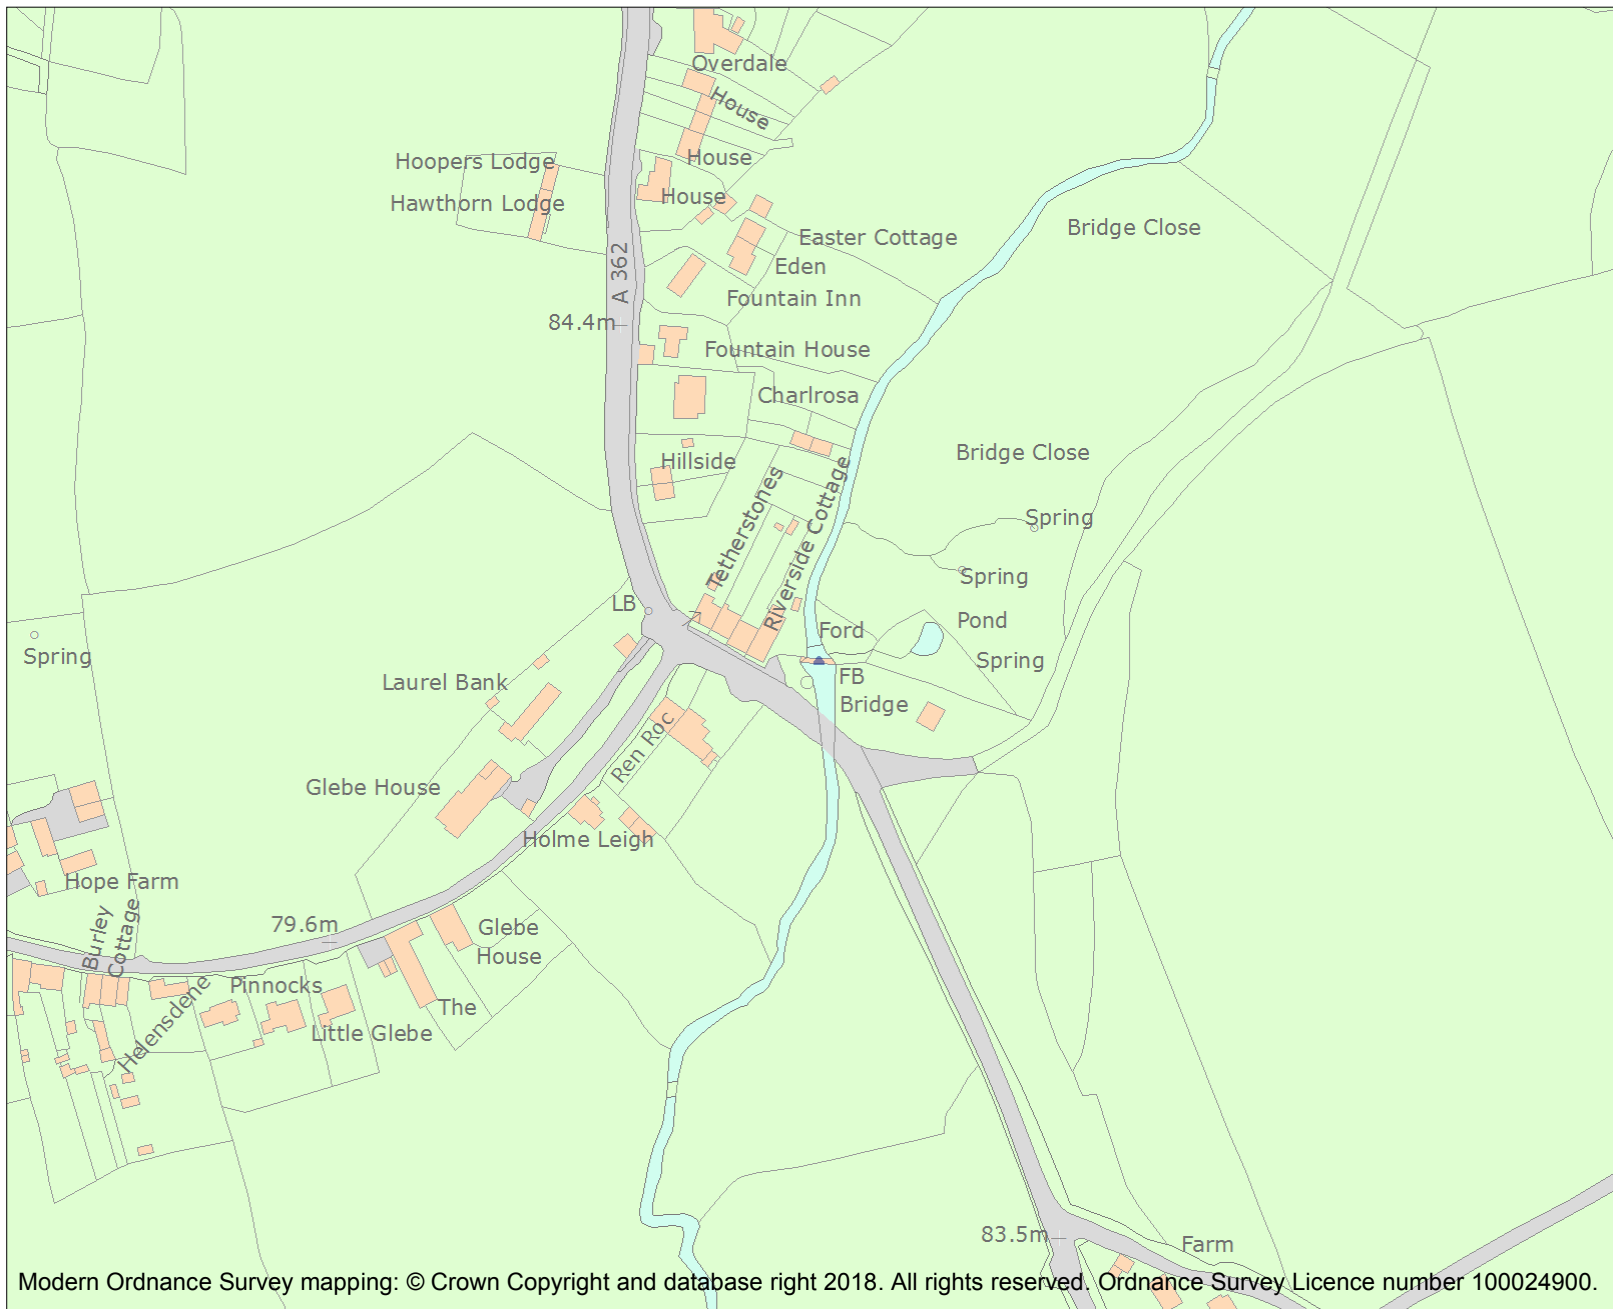 Overdale
House
House
Hoopers Lodge
House
Hawthorn Lodge
Bridge Close
Easter Cottage
Eden
A 362
Fountain Inn
84.4m
Fountain House
Charlrosa
Bridge Close
Hillside
Tetherstones
Riverside Cottage
Spring
Spring
LB
Pond
Ford
Spring
Spring
FB
Laurel Bank
Bridge
Ren Roc
Glebe House
Holme Leigh
Hope Farm
79.6m
Burley
Cottage
Glebe
House
Helensdene
Pinnocks
The
Little Glebe
83.5m
Farm
Modern Ordnance Survey mapping: © Crown Copyright and database right 2018. All rights reserved. Ordnance Survey Licence number 100024900.